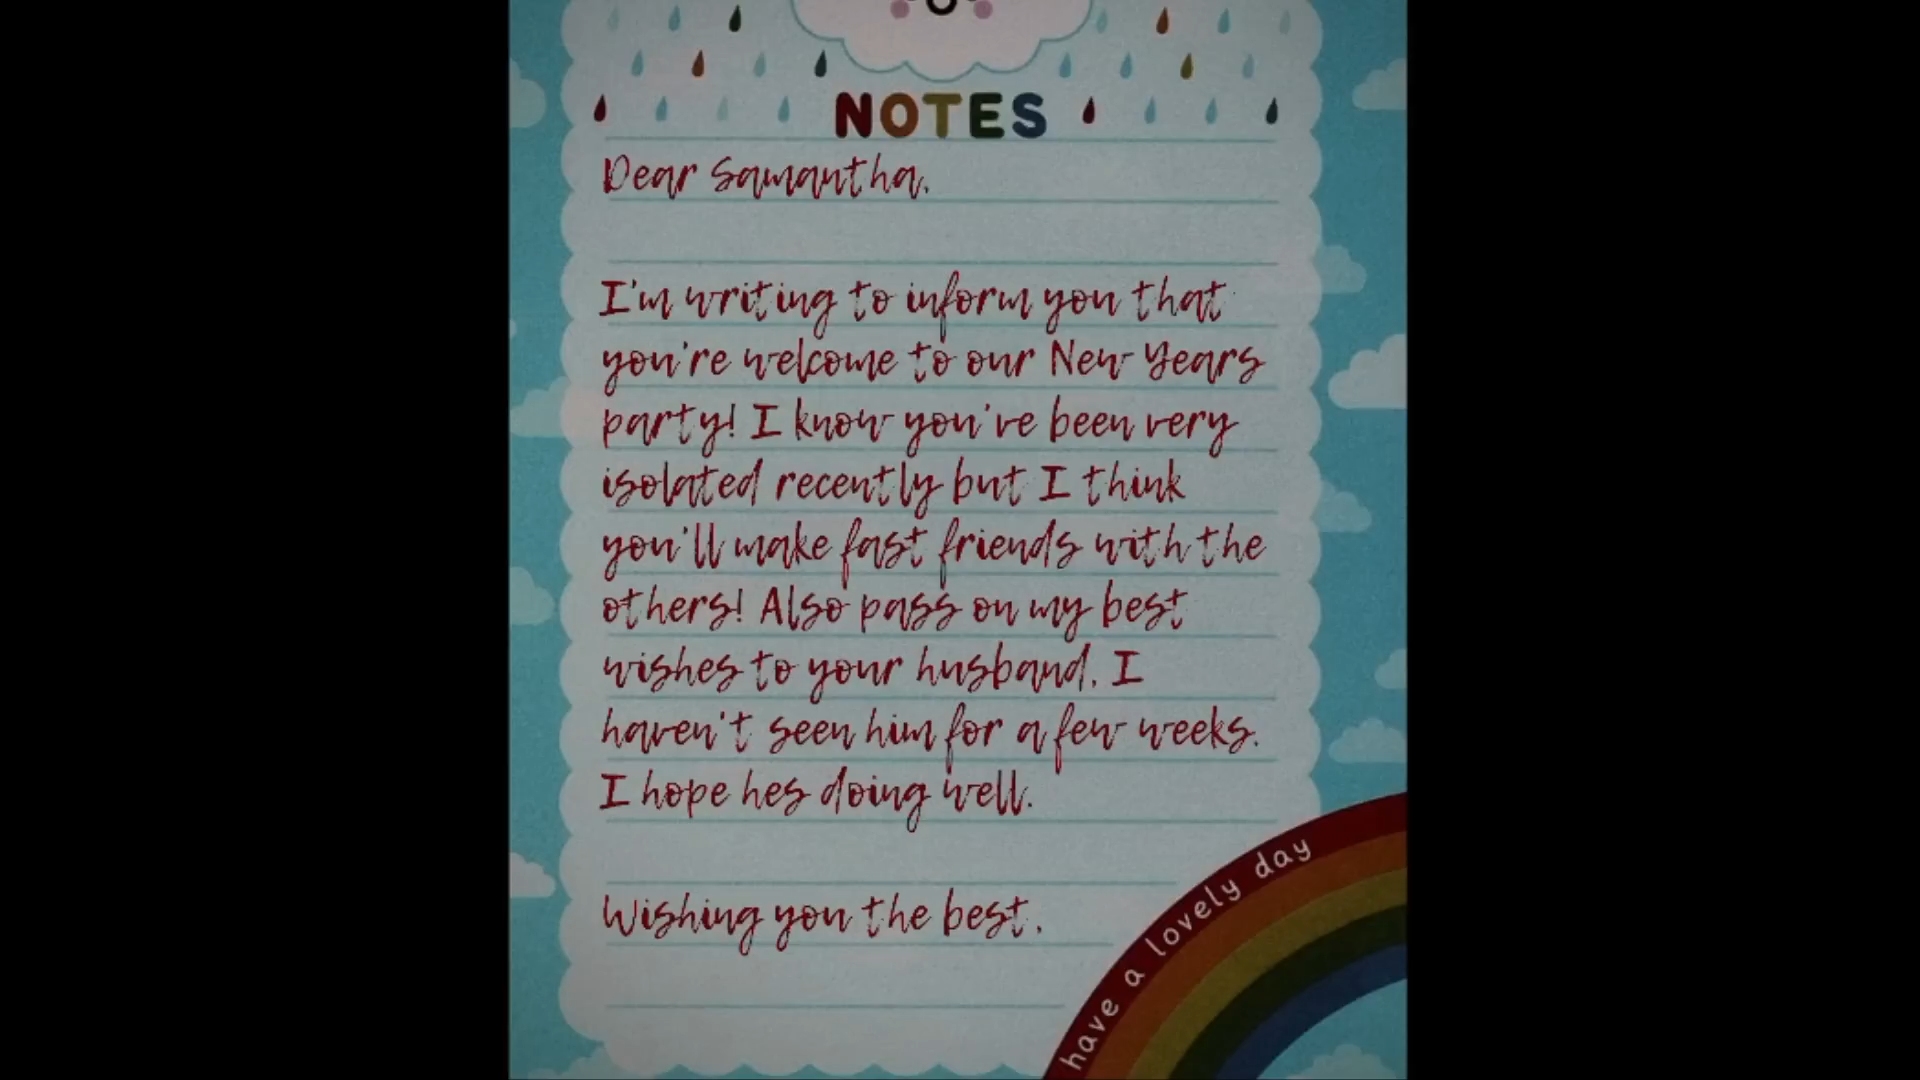 NOTES
Dear Samantha,
I'm writing to inform you that
you're welcome to our New Years
party! I know you've been very
isolated recently but I think
you'll make fast friends with the
others! Also pass on my best
wishes to your husband, I
haven't seen him for a few weeks.
I hope hes doing well.
Wishing you the best,
have a lovely day